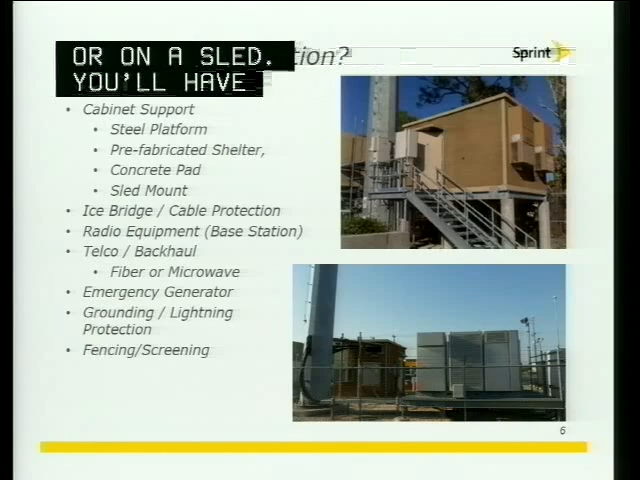 OR ON A SLED.
YOU'LL HAVE
Sprint
• Cabinet Support
• Steel Platform
• Pre-fabricated Shelter,
• Concrete Pad
• Sled Mount
• Ice Bridge / Cable Protection
• Radio Equipment (Base Station)
• Telco / Backhaul
• Fiber or Microwave
• Emergency Generator
• Grounding / Lightning
Protection
• Fencing/Screening
6